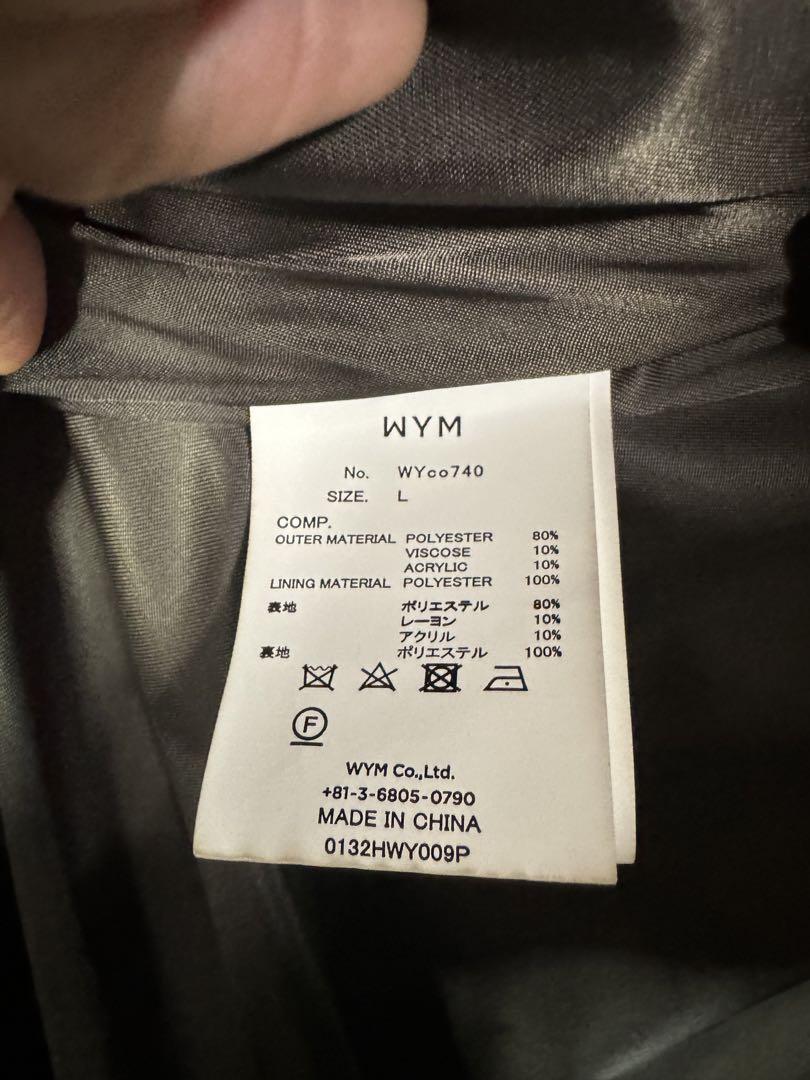 WYM
No. WYco740
SIZE. L
COMP.
OUTER MATERIAL POLYESTER 80%
VISCOSE 10%
ACRYLIC 10%
LINING MATERIAL POLYESTER 100%
表地 ポリエステル 80%
レーヨン 10%
アクリル 10%
裏地 ポリエステル 100%
F
WYM Co.,Ltd.
+81-3-6805-0790
MADE IN CHINA
0132HWY009P